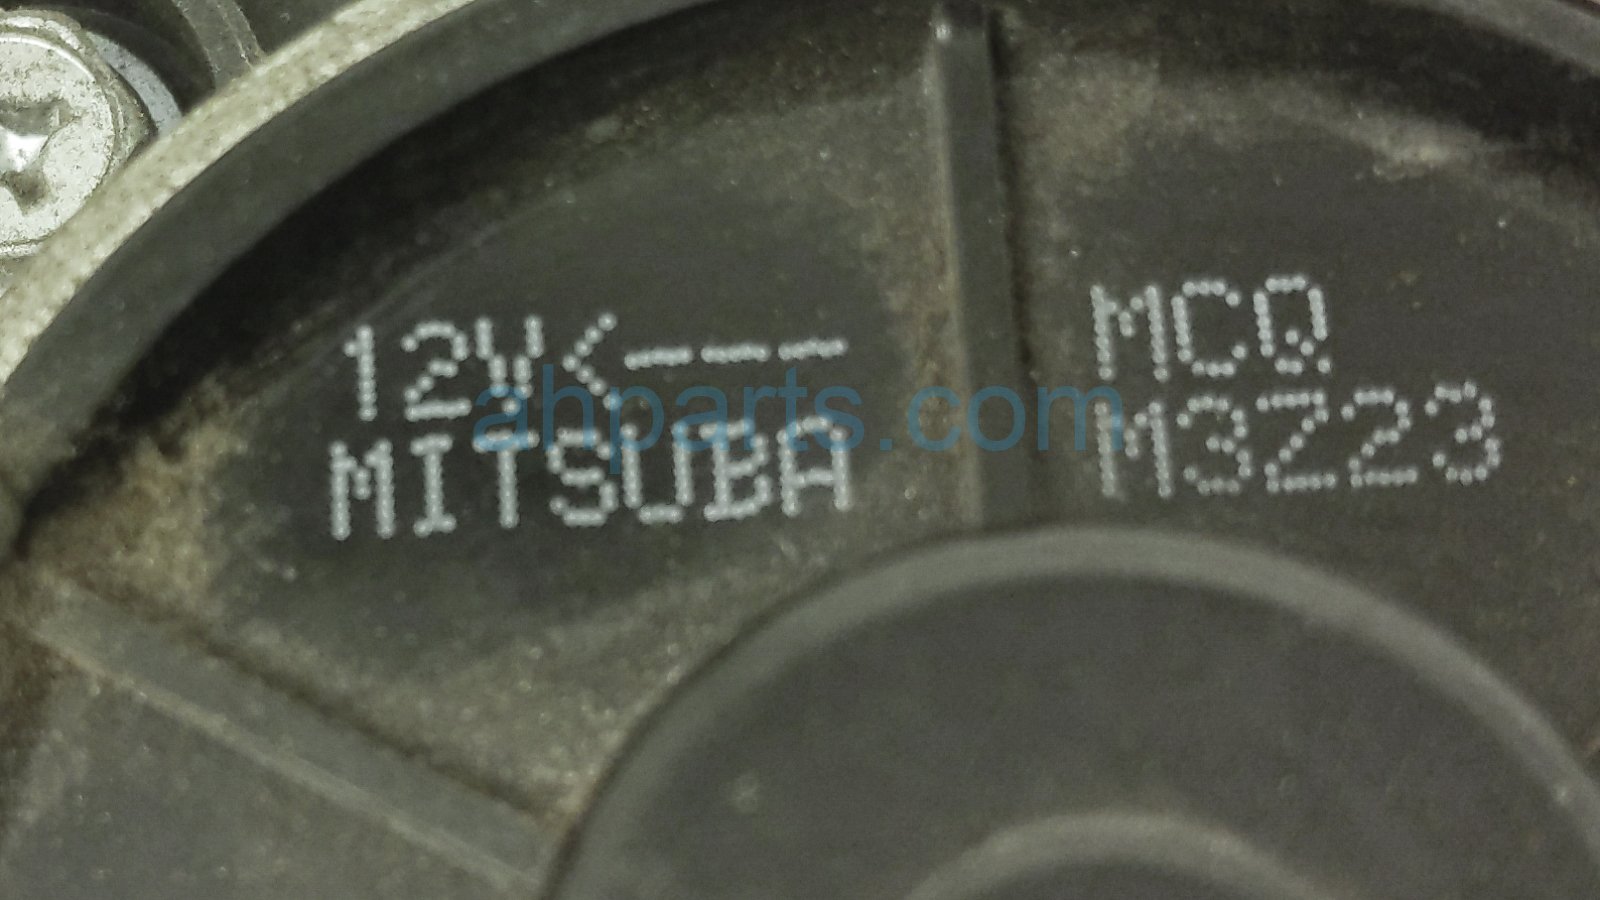 12V<---
MITSUBA
MCQ
M3Z23
ahparts.com